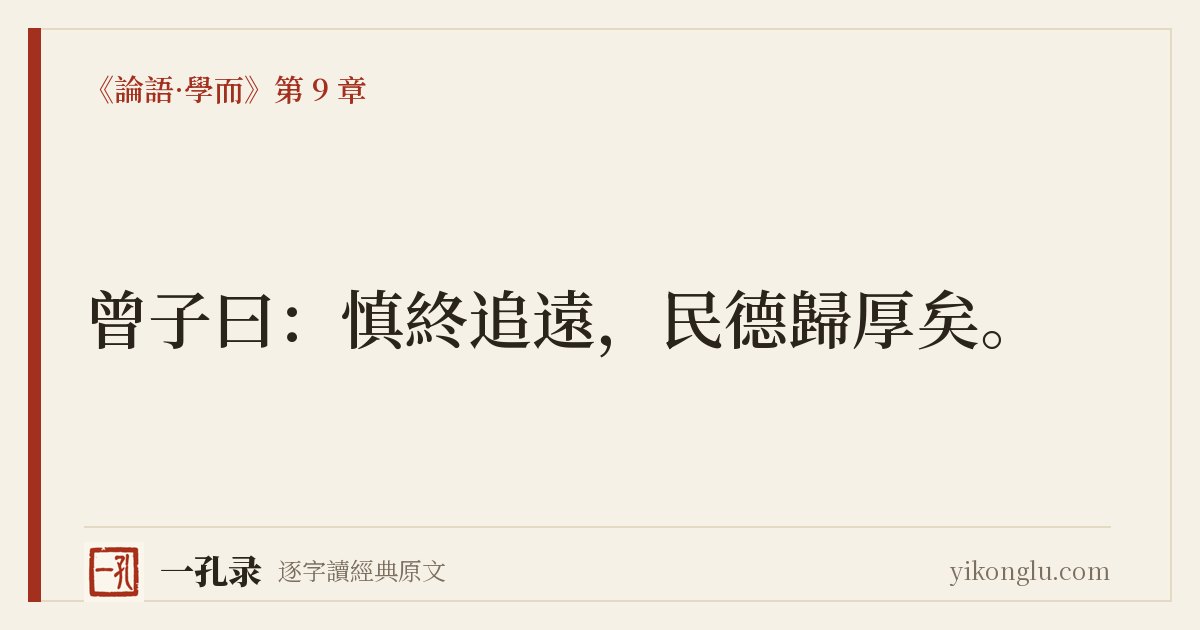 《論語·學而》第 9 章
曾子曰：慎終追遠，民德歸厚矣。
一孔
一孔录 逐字讀經典原文
yikonglu.com